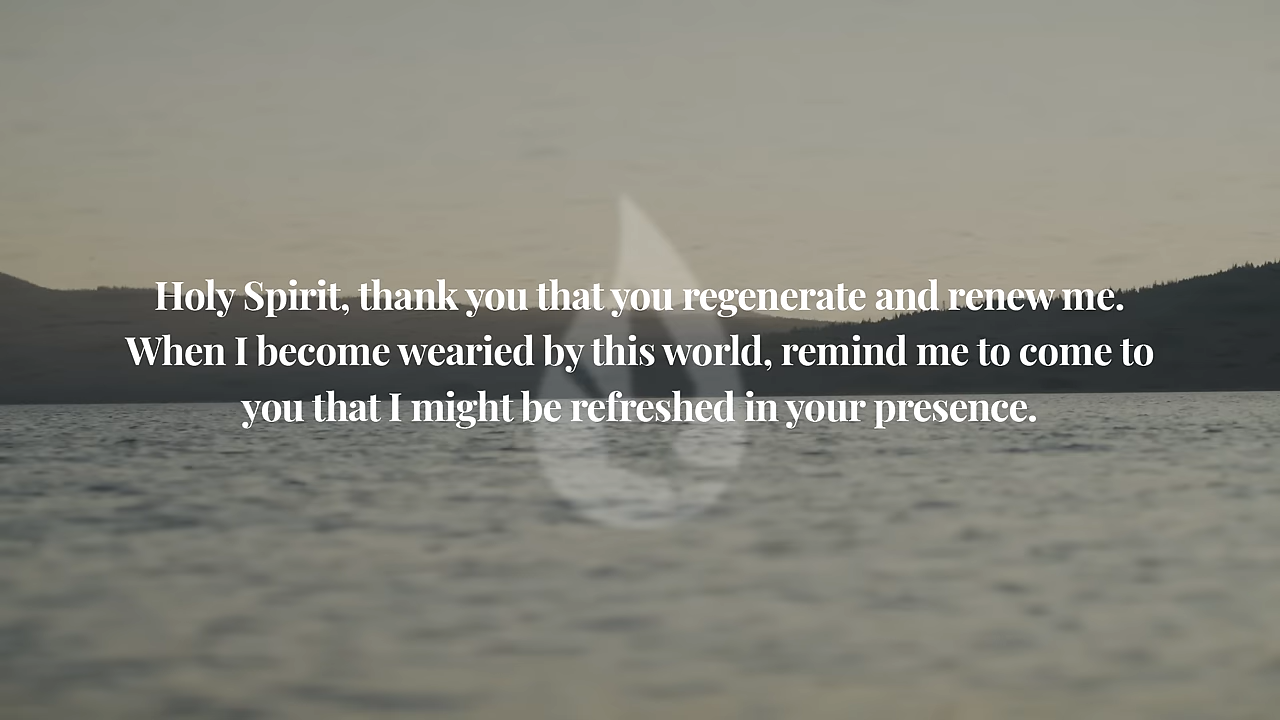 Holy Spirit, thank you that you regenerate and renew me.
When I become wearied by this world, remind me to come to
you that I might be refreshed in your presence.